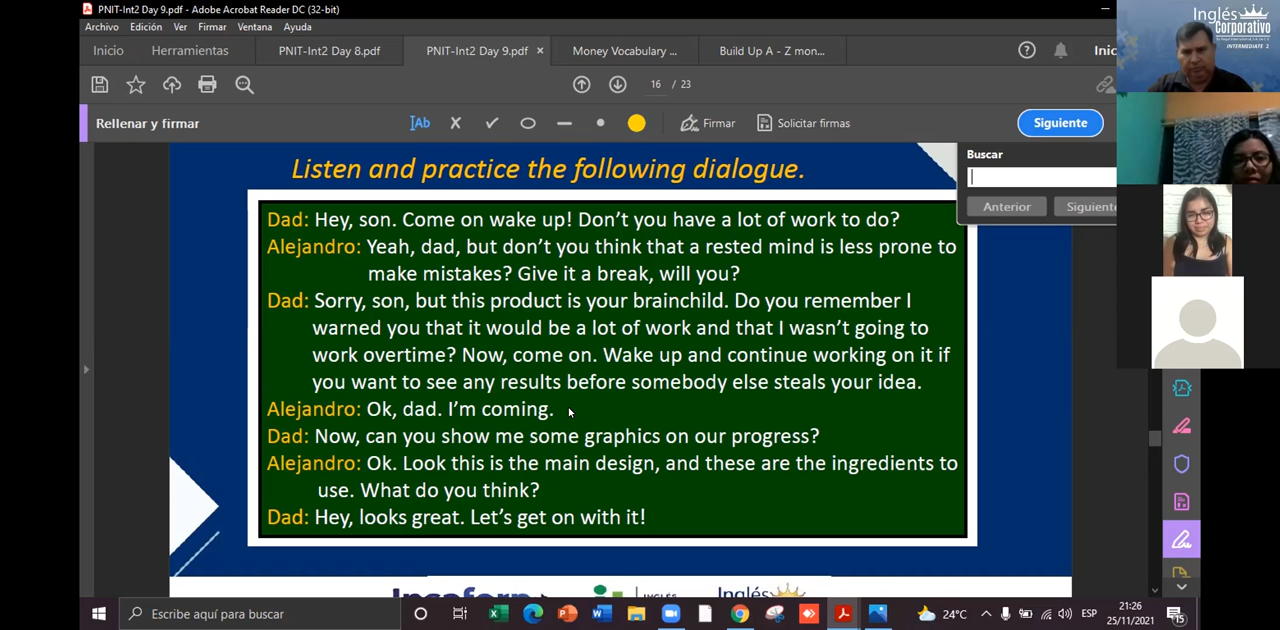 PNIT-Int2 Day 9.pdf - Adobe Acrobat Reader DC (32-bit)
Archivo Edición Ver Firmar Ventana Ayuda
Inicio Herramientas PNIT-Int2 Day 8.pdf PNIT-Int2 Day 9.pdf × Money Vocabulary ... Build Up A - Z mon...
16 / 23
Rellenar y firmar
Ab Firmar Solicitar firmas Siguiente
Buscar
Anterior
Inglés
Corporativo
INTERMEDIATE 2
Listen and practice the following dialogue.
Dad: Hey, son. Come on wake up! Don't you have a lot of work to do?
Alejandro: Yeah, dad, but don't you think that a rested mind is less prone to
make mistakes? Give it a break, will you?
Dad: Sorry, son, but this product is your brainchild. Do you remember I
warned you that it would be a lot of work and that I wasn't going to
work overtime? Now, come on. Wake up and continue working on it if
you want to see any results before somebody else steals your idea.
Alejandro: Ok, dad. I'm coming.
Dad: Now, can you show me some graphics on our progress?
Alejandro: Ok. Look this is the main design, and these are the ingredients to
use. What do you think?
Dad: Hey, looks great. Let's get on with it!
Escribe aquí para buscar
24°C ESP
21:26
25/11/2021
15